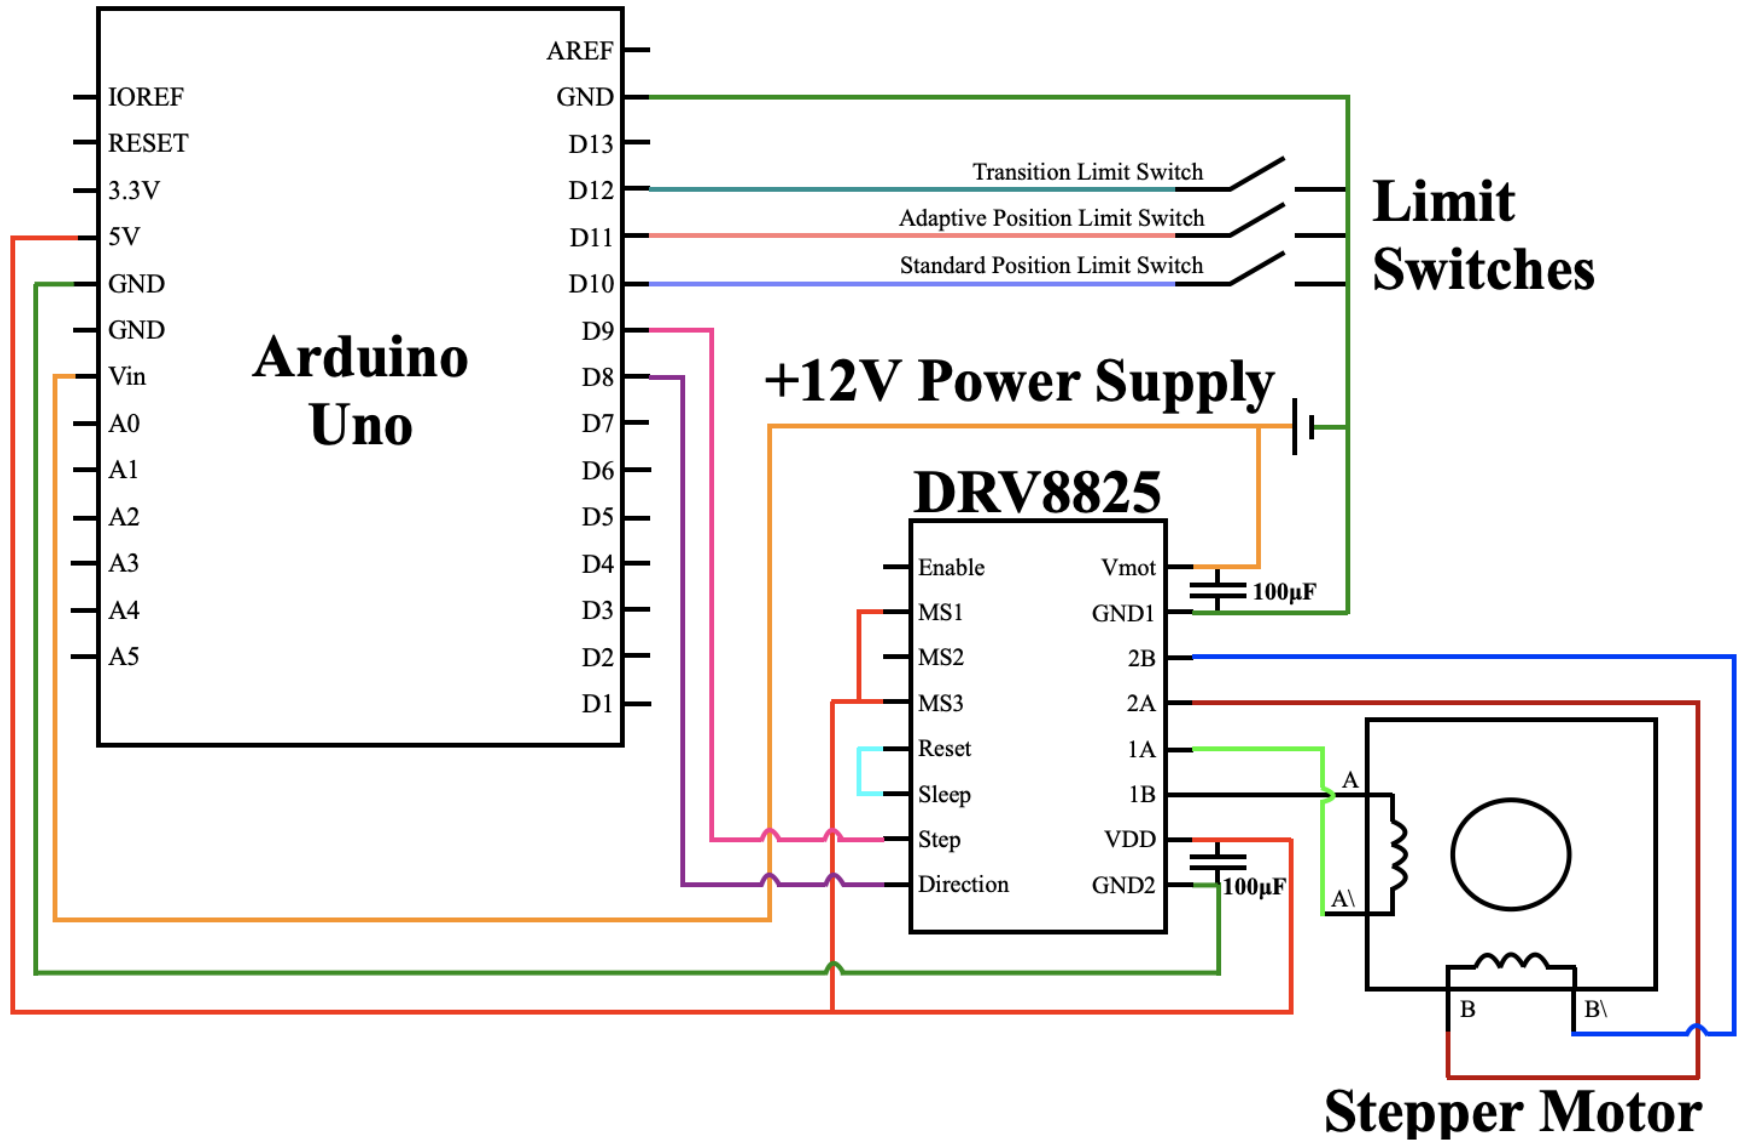 AREF
IOREF
GND
RESET
D13
3.3V
D12
5V
D11
GND
D10
GND
D9
Vin
D8
A0
D7
A1
D6
A2
D5
A3
D4
A4
D3
A5
D2
D1
Arduino
Uno
Transition Limit Switch
Adaptive Position Limit Switch
Standard Position Limit Switch
Limit
Switches
+12V Power Supply
DRV8825
Enable
Vmot
100µF
MS1
GND1
MS2
2B
MS3
2A
Reset
1A
Sleep
1B
Step
VDD
Direction
GND2
100µF
A
A\
B
B\
Stepper Motor